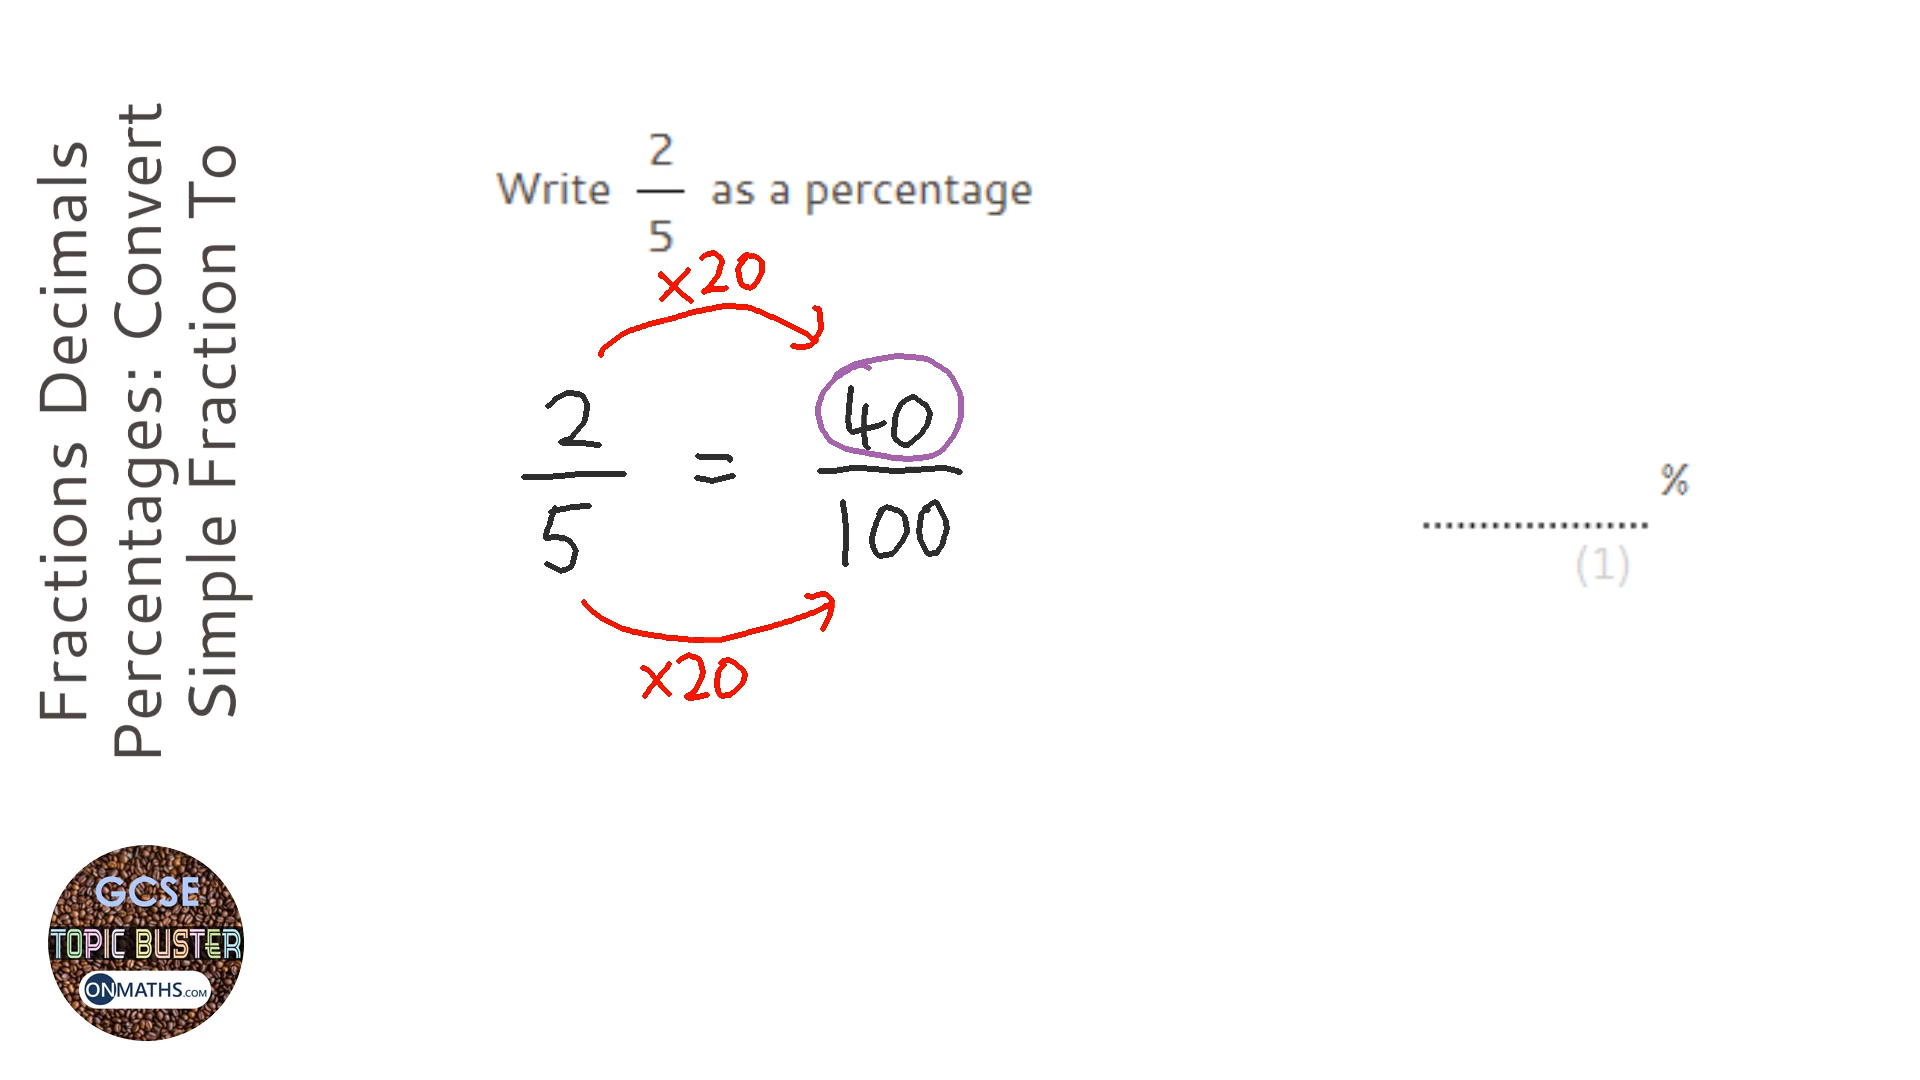 Fractions Decimals
Percentages: Convert
Simple Fraction To
Write 2/5 as a percentage
×20
2/5 = 40/100
×20
%
(1)
GCSE
TOPIC BUSTER
ONMATHS.COM